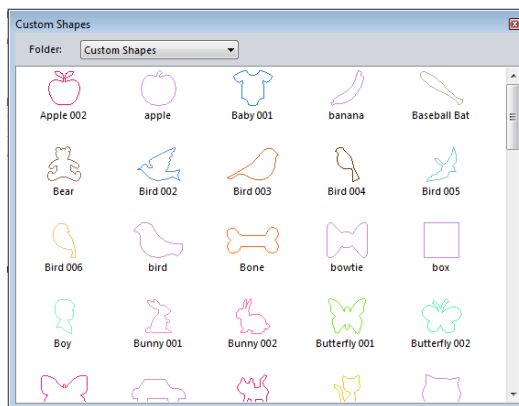 Custom Shapes
Folder: Custom Shapes
Apple 002 apple Baby 001 banana Baseball Bat
Bear Bird 002 Bird 003 Bird 004 Bird 005
Bird 006 bird Bone bowtie box
Boy Bunny 001 Bunny 002 Butterfly 001 Butterfly 002